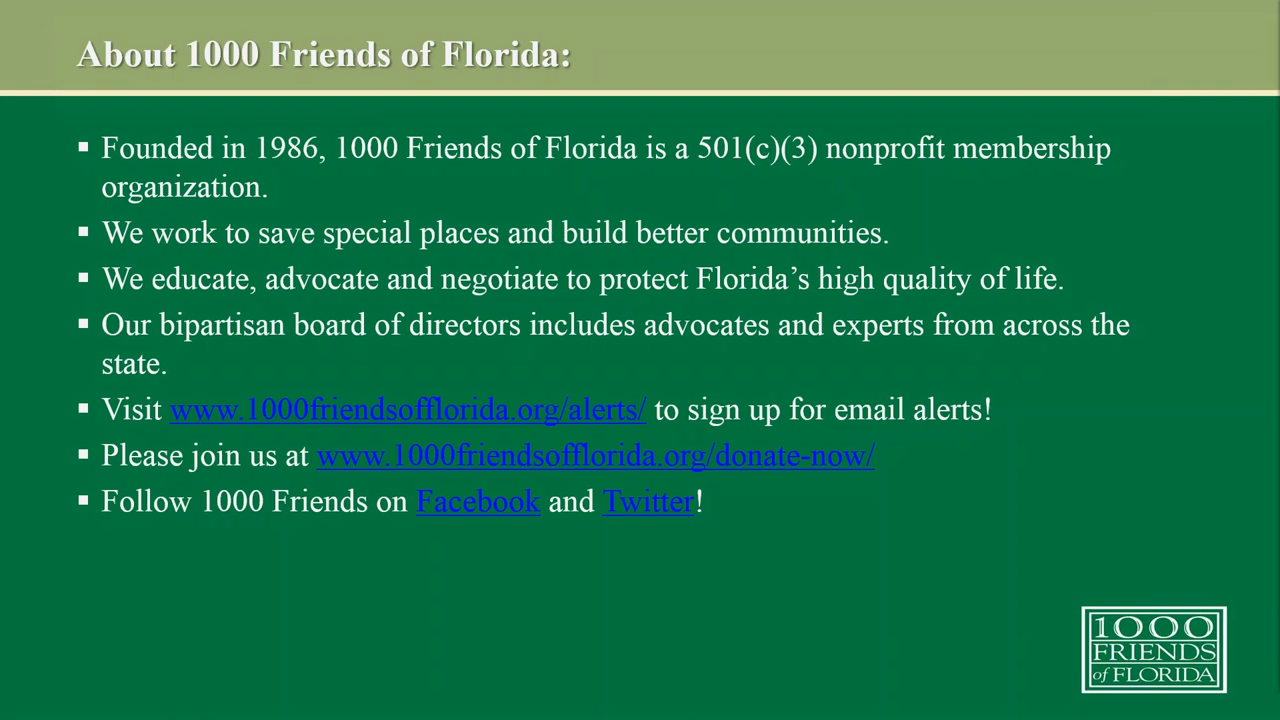 About 1000 Friends of Florida:
▪ Founded in 1986, 1000 Friends of Florida is a 501(c)(3) nonprofit membership
organization.
▪ We work to save special places and build better communities.
▪ We educate, advocate and negotiate to protect Florida’s high quality of life.
▪ Our bipartisan board of directors includes advocates and experts from across the
state.
▪ Visit www.1000friendsofflorida.org/alerts/ to sign up for email alerts!
▪ Please join us at www.1000friendsofflorida.org/donate-now/
▪ Follow 1000 Friends on Facebook and Twitter!
1000
FRIENDS
of FLORIDA